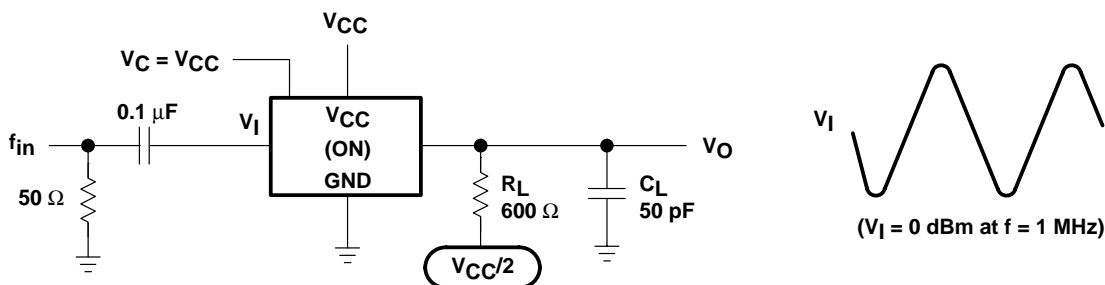 VCC
VC = VCC
0.1 μF
fin
50 Ω
VI
VCC
(ON)
GND
RL
600 Ω
VCC/2
CL
50 pF
VO
VI
(VI = 0 dBm at f = 1 MHz)